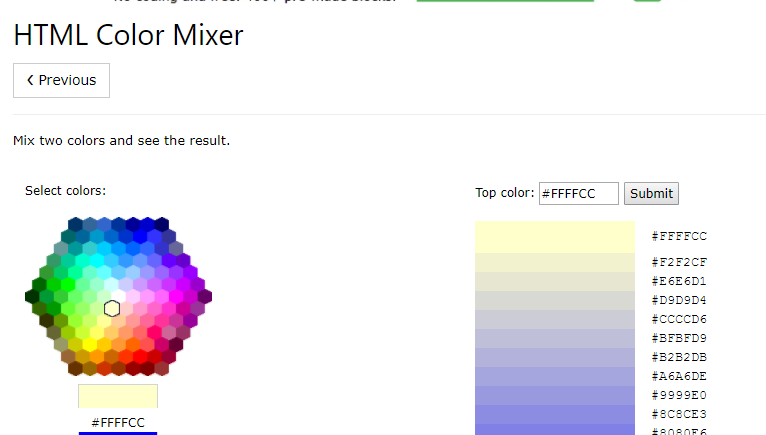 HTML Color Mixer
❮ Previous
Mix two colors and see the result.
Select colors:
#FFFFCC
Top color: #FFFFCC Submit
#FFFFCC
#F2F2CF
#E6E6D1
#D9D9D4
#CCCCD6
#BFBFD9
#B2B2DB
#A6A6DE
#9999E0
#8C8CE3
#8080E6